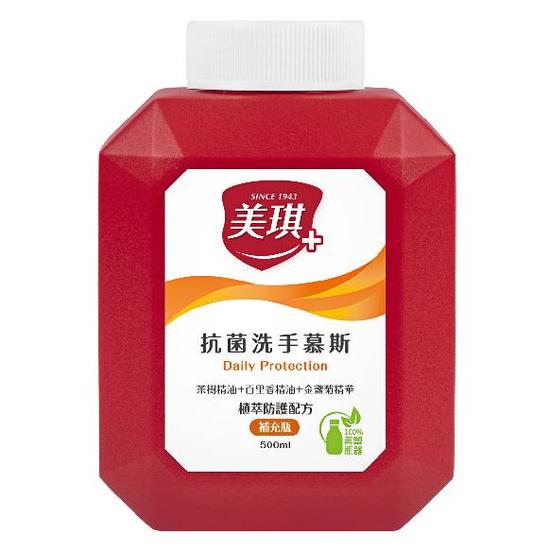 SINCE 1943
美琪
抗菌洗手慕斯
Daily Protection
茶樹精油+百里香精油+金盞菊精華
植萃防護配方
補充瓶
500ml
100%
再塑
瓶器